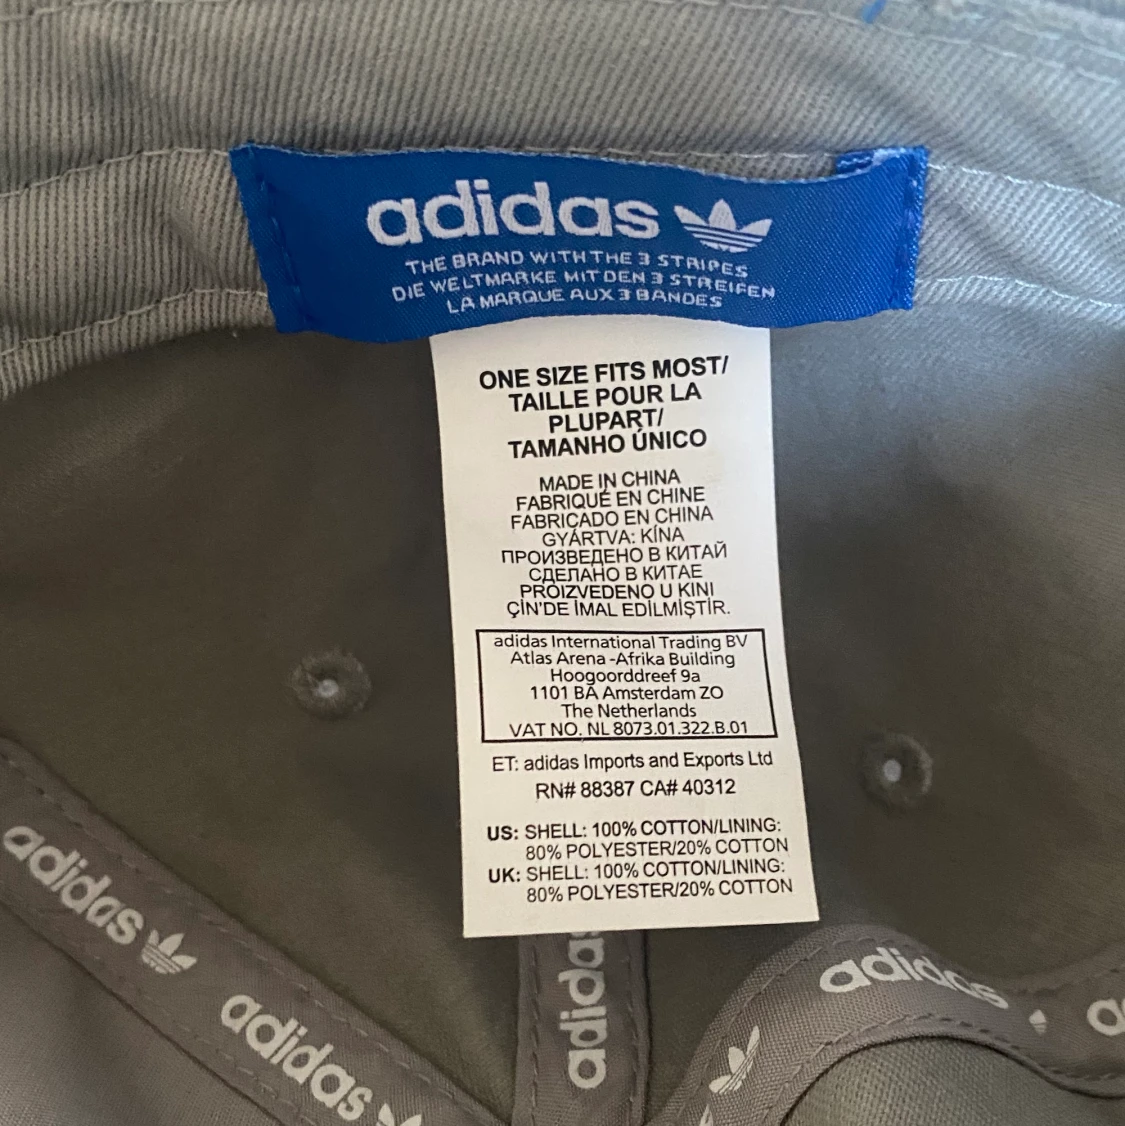 adidas
THE BRAND WITH THE 3 STRIPES
DIE WELTMARKE MIT DEN 3 STREIFEN
LA MARQUE AUX 3 BANDES
ONE SIZE FITS MOST/
TAILLE POUR LA
PLUPART/
TAMANHO ÚNICO
MADE IN CHINA
FABRIQUÉ EN CHINE
FABRICADO EN CHINA
GYÁRTVA: KÍNA
ПРОИЗВЕДЕНО В КИТАЙ
СДЕЛАНО В КИТАЕ
PROIZVEDENO U KINI
ÇİN'DE İMAL EDİLMİŞTİR.
adidas International Trading BV
Atlas Arena -Afrika Building
Hoogoorddreef 9a
1101 BA Amsterdam ZO
The Netherlands
VAT NO. NL 8073.01.322.B.01
ET: adidas Imports and Exports Ltd
RN# 88387 CA# 40312
US: SHELL: 100% COTTON/LINING:
80% POLYESTER/20% COTTON
UK: SHELL: 100% COTTON/LINING:
80% POLYESTER/20% COTTON
adidas
adidas
adidas
adidas